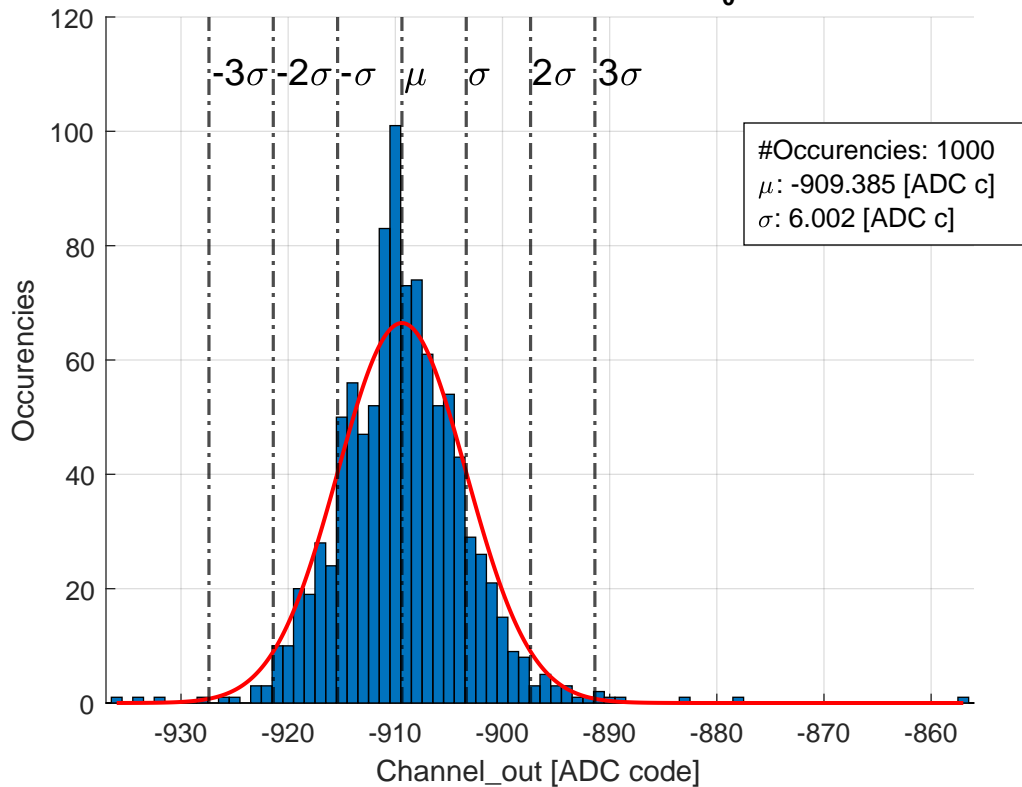 120
100
80
60
40
20
0
-3σ -2σ -σ μ σ 2σ 3σ
#Occurencies: 1000
μ: -909.385 [ADC c]
σ: 6.002 [ADC c]
Occurencies
-930 -920 -910 -900 -890 -880 -870 -860
Channel_out [ADC code]